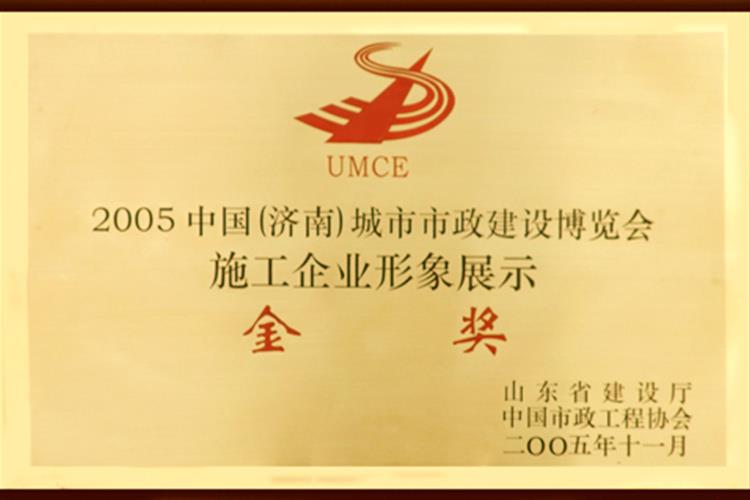 UMCE
2005中国(济南)城市市政建设博览会
施工企业形象展示
金 奖
山东省建设厅
中国市政工程协会
二OO五年十一月